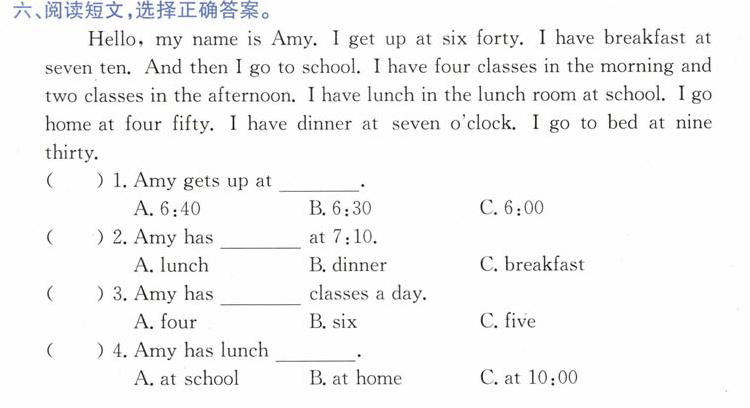 六、阅读短文,选择正确答案。
Hello, my name is Amy. I get up at six forty. I have breakfast at
seven ten. And then I go to school. I have four classes in the morning and
two classes in the afternoon. I have lunch in the lunch room at school. I go
home at four fifty. I have dinner at seven o'clock. I go to bed at nine
thirty.
(    ) 1. Amy gets up at ________.
A. 6:40 B. 6:30 C. 6:00
(    ) 2. Amy has ________ at 7:10.
A. lunch B. dinner C. breakfast
(    ) 3. Amy has ________ classes a day.
A. four B. six C. five
(    ) 4. Amy has lunch ________.
A. at school B. at home C. at 10:00